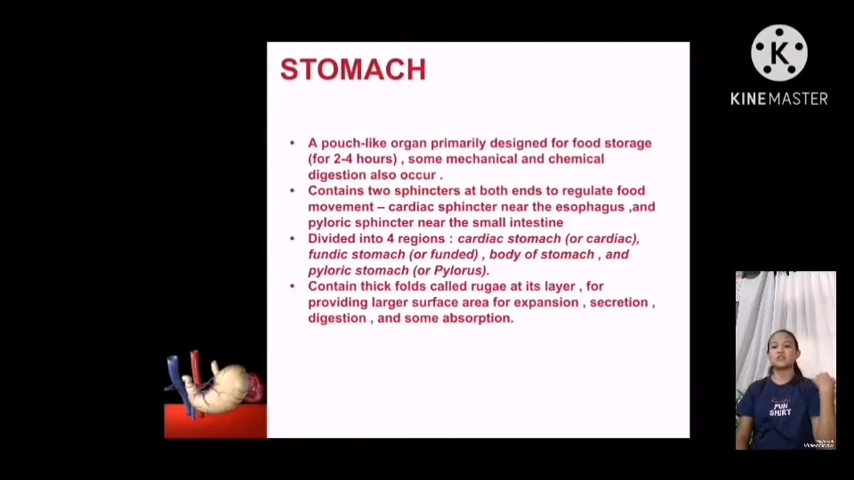 STOMACH
K
KINEMASTER
• A pouch-like organ primarily designed for food storage
(for 2-4 hours) , some mechanical and chemical
digestion also occur .
• Contains two sphincters at both ends to regulate food
movement – cardiac sphincter near the esophagus ,and
pyloric sphincter near the small intestine
• Divided into 4 regions : cardiac stomach (or cardiac),
fundic stomach (or funded) , body of stomach , and
pyloric stomach (or Pylorus).
• Contain thick folds called rugae at its layer , for
providing larger surface area for expansion , secretion ,
digestion , and some absorption.
FUN
SHIRT